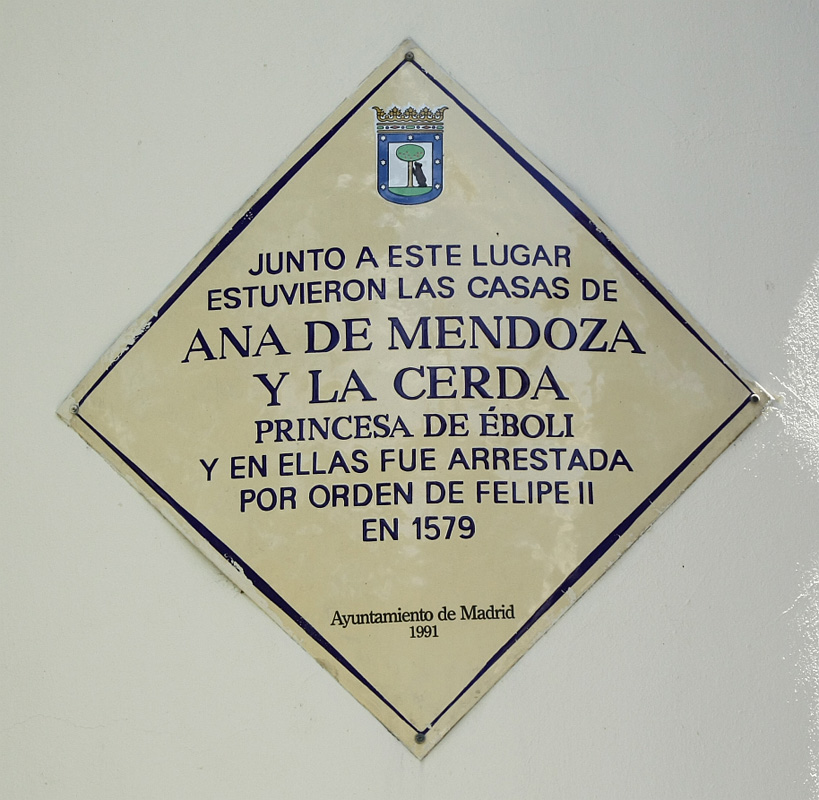 JUNTO A ESTE LUGAR
ESTUVIERON LAS CASAS DE
ANA DE MENDOZA
Y LA CERDA
PRINCESA DE ÉBOLI
Y EN ELLAS FUE ARRESTADA
POR ORDEN DE FELIPE II
EN 1579
Ayuntamiento de Madrid
1991